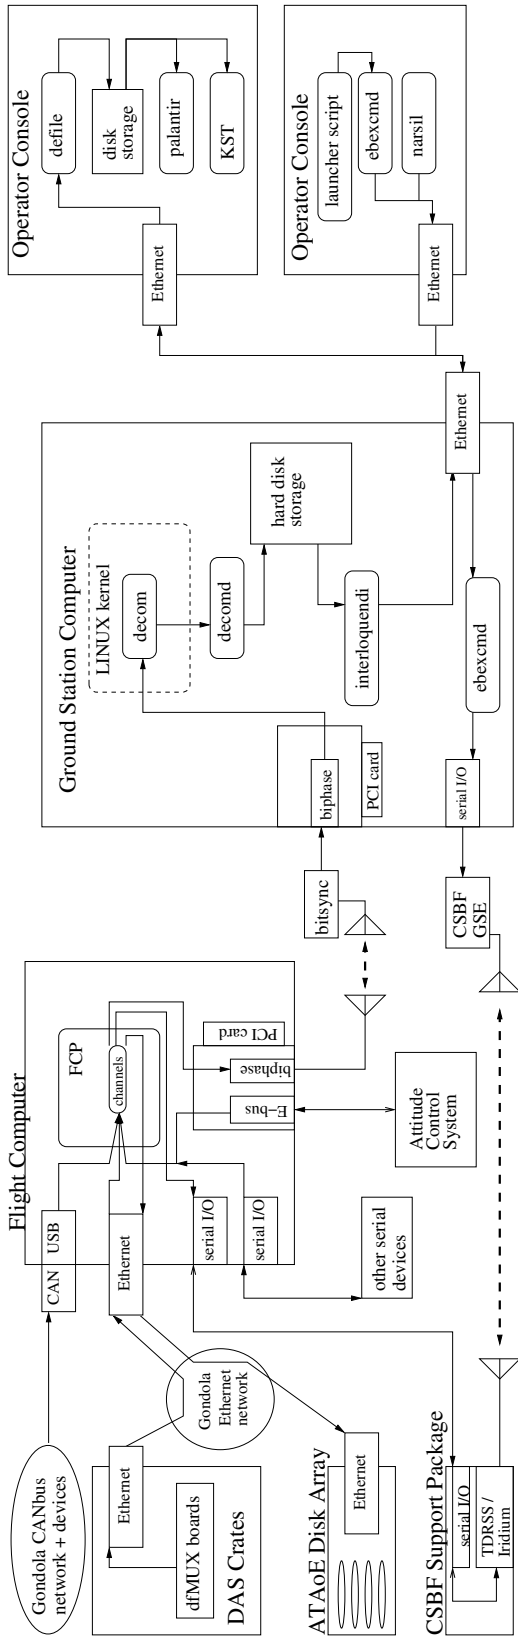 Operator Console
defile
disk
storage
palantir
KST
Ethernet
Operator Console
launcher script
ebexcmd
narsil
Ethernet
Ground Station Computer
LINUX kernel
decom
decomd
hard disk
storage
interloquendi
Ethernet
ebexcmd
biphase
PCI card
serial I/O
bitsync
CSBF
GSE
Flight Computer
FCP
channels
PCI card
biphase
E−bus
CAN
USB
Ethernet
serial I/O
serial I/O
Attitude
Control
System
other serial
devices
Gondola CANbus
network + devices
Gondola
Ethernet
network
Ethernet
dfMUX boards
DAS Crates
ATAoE Disk Array
Ethernet
CSBF Support Package
serial I/O
TDRSS /
Iridium